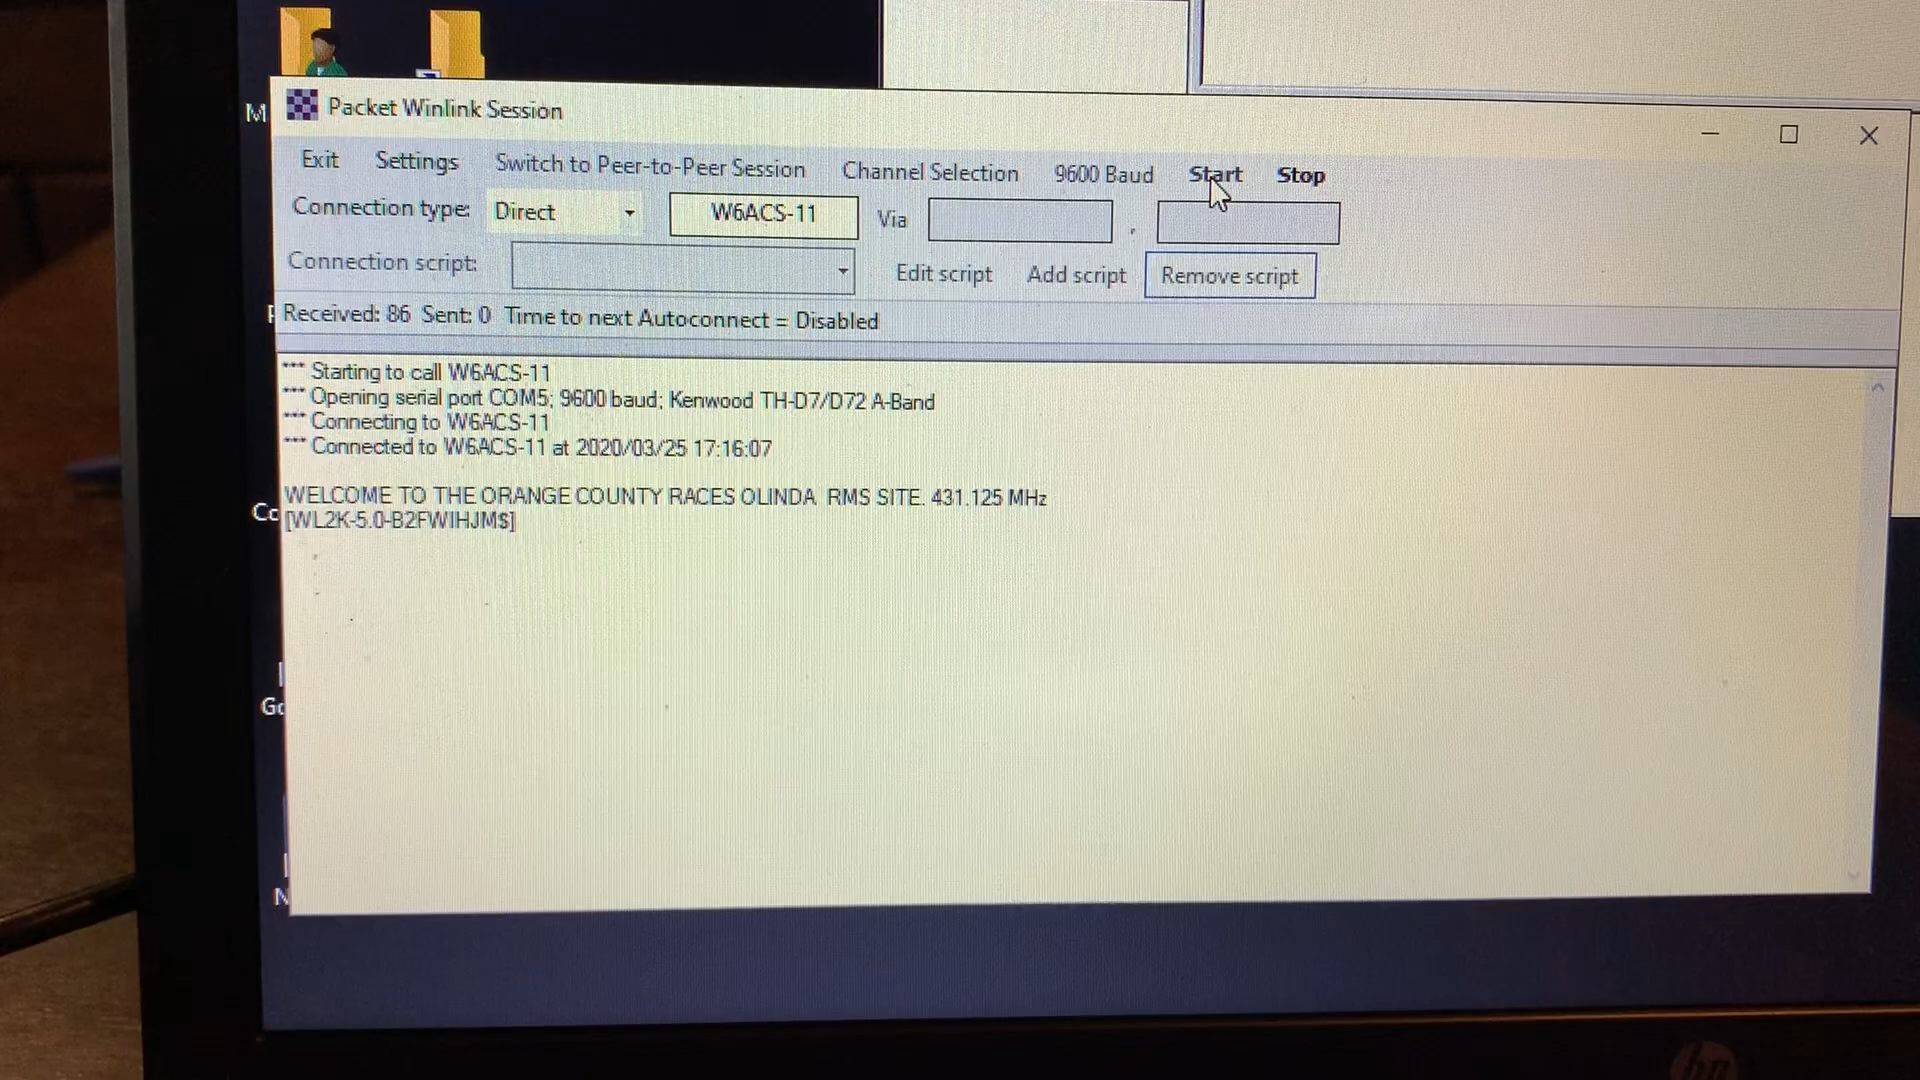 Packet Winlink Session
Exit Settings Switch to Peer-to-Peer Session Channel Selection 9600 Baud Start Stop
Connection type: Direct W6ACS-11 Via ,
Connection script: Edit script Add script Remove script
Received: 86 Sent: 0 Time to next Autoconnect = Disabled
*** Starting to call W6ACS-11
*** Opening serial port COM5; 9600 baud; Kenwood TH-D7/D72 A-Band
*** Connecting to W6ACS-11
*** Connected to W6ACS-11 at 2020/03/25 17:16:07
WELCOME TO THE ORANGE COUNTY RACES OLINDA RMS SITE. 431.125 MHz
[WL2K-5.0-B2FWIHJM$]
M
Co
Go
N
hp